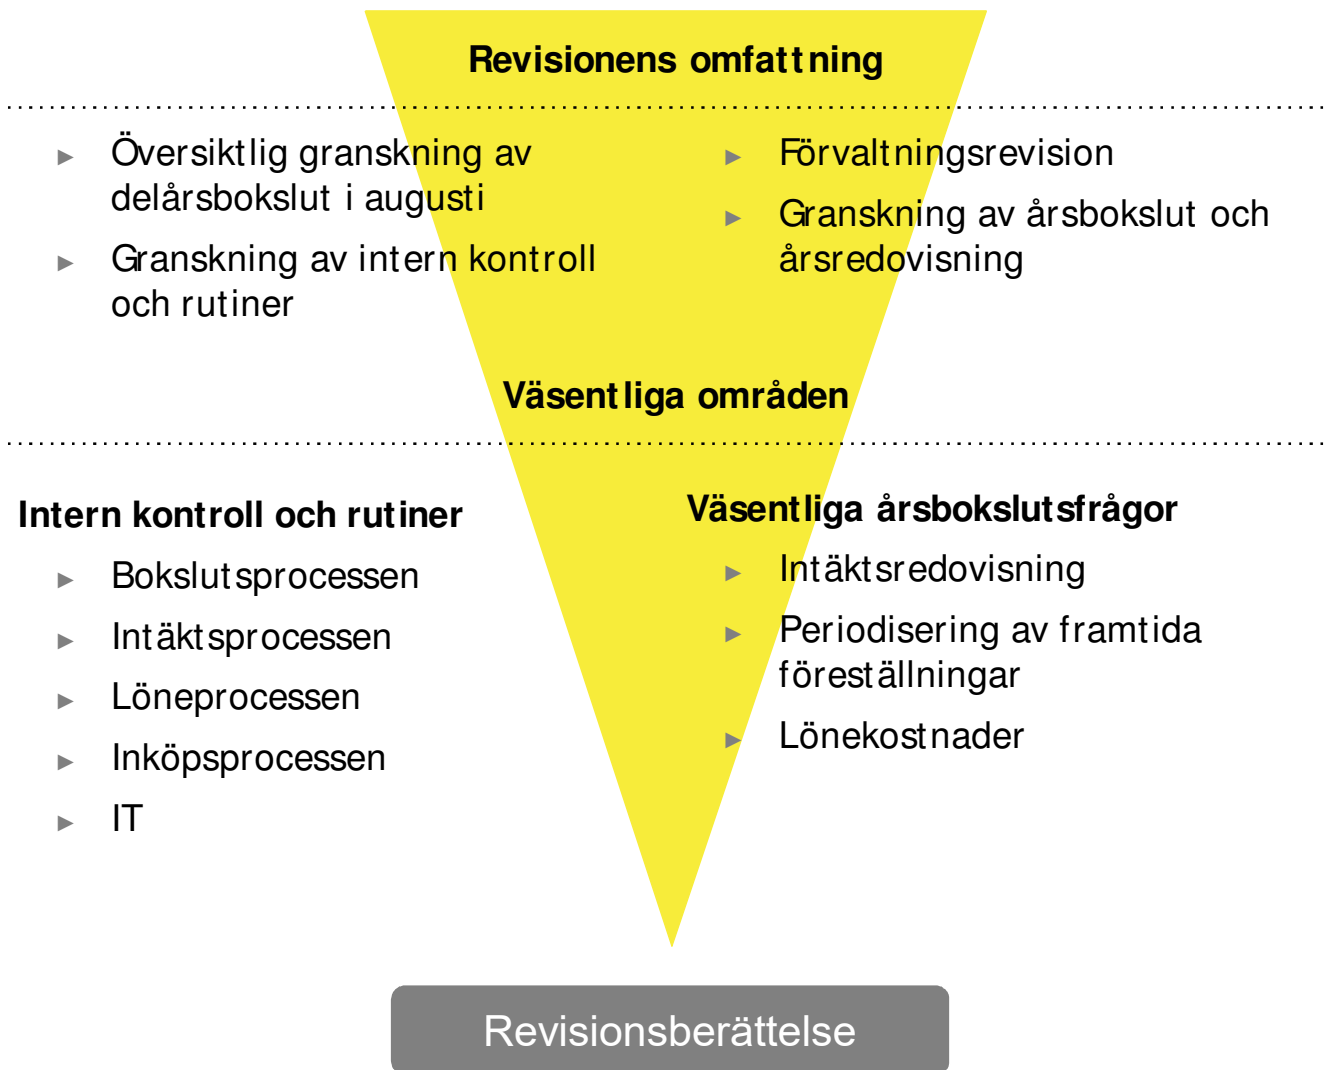 Revisionens omfattning
► Översiktlig granskning av
delårsbokslut i augusti
► Granskning av intern kontroll
och rutiner
► Förvaltningsrevision
► Granskning av årsbokslut och
årsredovisning
Väsentliga områden
Intern kontroll och rutiner
► Bokslutsprocessen
► Intäktsprocessen
► Löneprocessen
► Inköpsprocessen
► IT
Väsentliga årsbokslutsfrågor
► Intäktsredovisning
► Periodisering av framtida
föreställningar
► Lönekostnader
Revisionsberättelse